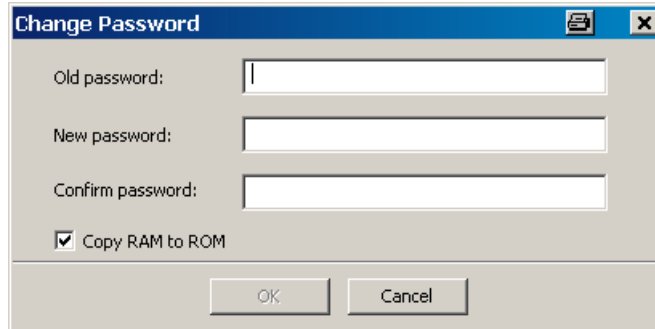 Change Password
Old password:
New password:
Confirm password:
Copy RAM to ROM
OK Cancel